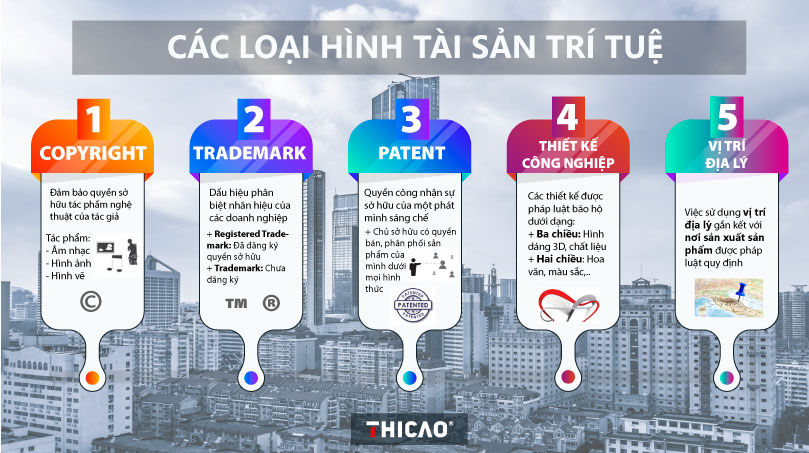 CÁC LOẠI HÌNH TÀI SẢN TRÍ TUỆ
1
COPYRIGHT
Đảm bảo quyền sở
hữu tác phẩm nghệ
thuật của tác giả
Tác phẩm:
- Âm nhạc
- Hình ảnh
- Hình vẽ
©
2
TRADEMARK
Dấu hiệu phân
biệt nhãn hiệu của
các doanh nghiệp
+ Registered Trade-
mark: Đã đăng ký
quyền sở hữu
+ Trademark: Chưa
đăng ký
TM ®
3
PATENT
Quyền công nhận sự
sở hữu của một phát
minh sáng chế
+ Chủ sở hữu có quyền
bán, phân phối sản
phẩm của
mình dưới
mọi hình
thức
PATENTED
PATENTED
PATENTED
4
THIẾT KẾ
CÔNG NGHIỆP
Các thiết kế được
pháp luật bảo hộ
dưới dạng:
+ Ba chiều: Hình
dáng 3D, chất liệu
+ Hai chiều: Hoa
văn, màu sắc,..
5
VỊ TRÍ
ĐỊA LÝ
Việc sử dụng vị trí
địa lý gắn kết với
nơi sản xuất sản
phẩm được pháp
luật quy định
THICAO®